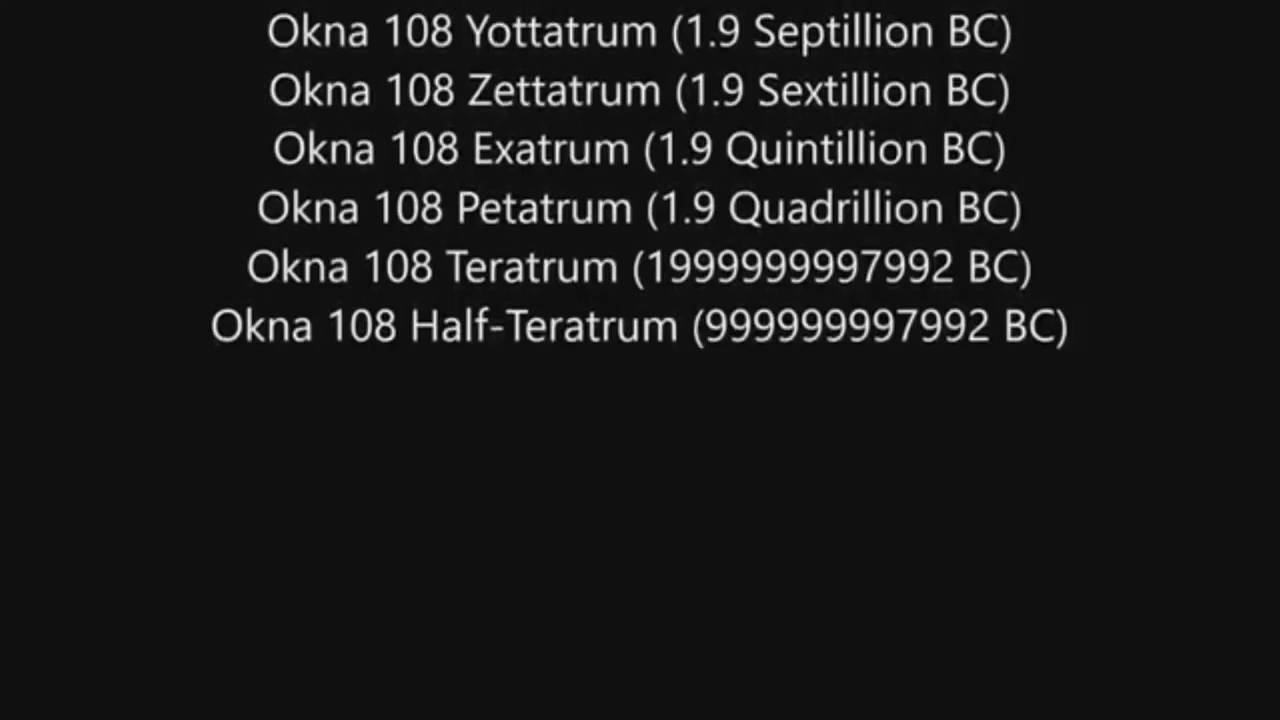 Okna 108 Yottatrum (1.9 Septillion BC)
Okna 108 Zettatrum (1.9 Sextillion BC)
Okna 108 Exatrum (1.9 Quintillion BC)
Okna 108 Petatrum (1.9 Quadrillion BC)
Okna 108 Teratrum (1999999997992 BC)
Okna 108 Half-Teratrum (999999997992 BC)